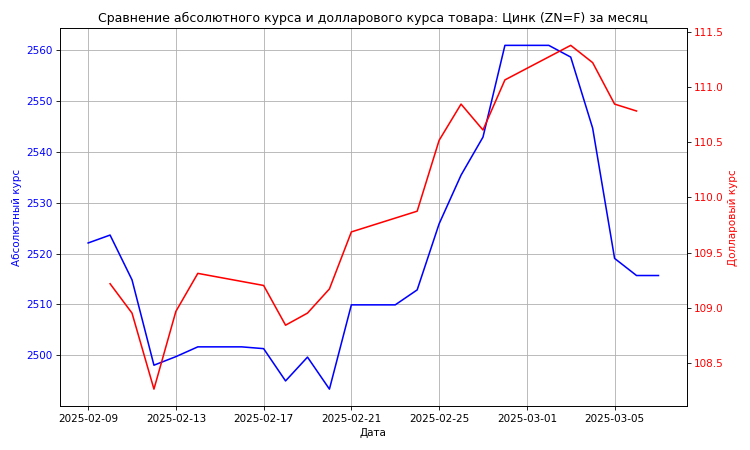 Сравнение абсолютного курса и долларового курса товара: Цинк (ZN=F) за месяц
Абсолютный курс
2560
2550
2540
2530
2520
2510
2500
111.5
111.0
110.5
110.0
109.5
109.0
108.5
Долларовый курс
2025-02-09 2025-02-13 2025-02-17 2025-02-21 2025-02-25 2025-03-01 2025-03-05
Дата